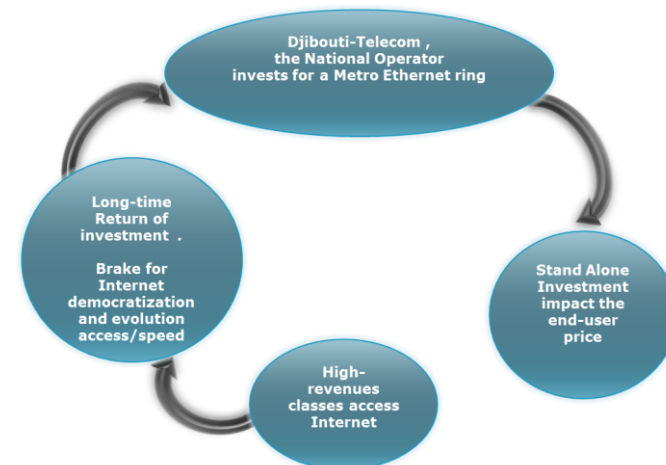 Djibouti-Telecom ,
the National Operator
invests for a Metro Ethernet ring
Stand Alone
Investment
impact the
end-user
price
High-
revenues
classes access
Internet
Long-time
Return of
investment .
Brake for
Internet
democratization
and evolution
access/speed